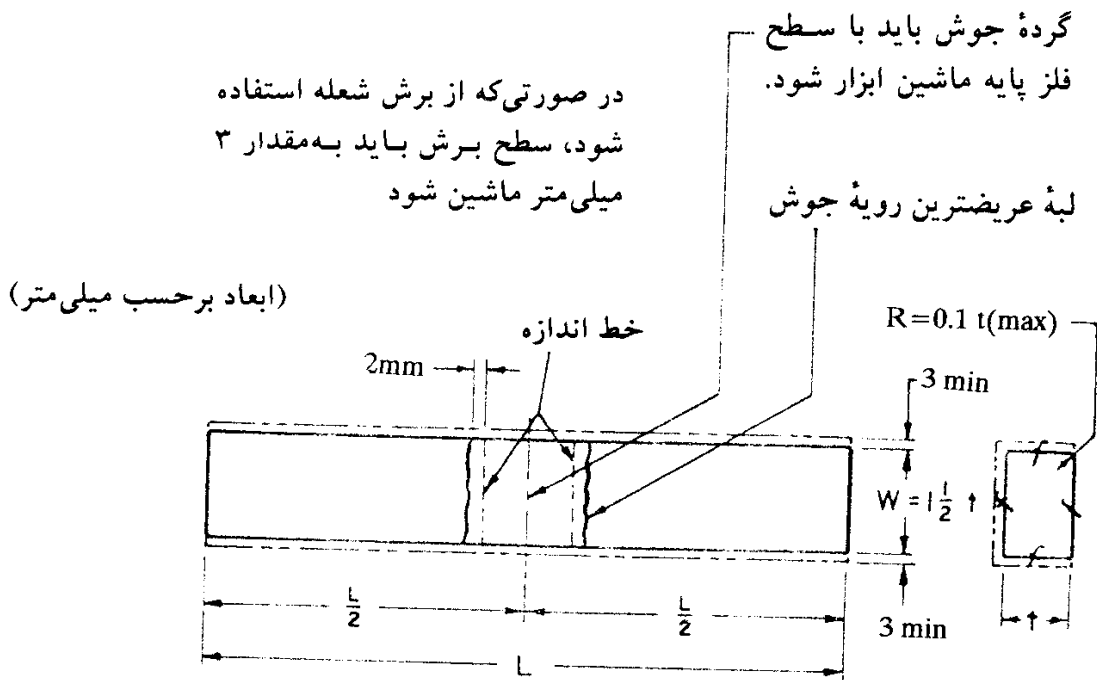 گردهٔ جوش باید با سطح
فلز پایه ماشین ابزار شود.
در صورتی‌که از برش شعله استفاده
شود، سطح برش باید به‌مقدار ۳
میلی‌متر ماشین شود
لبهٔ عریضترین رویهٔ جوش
(ابعاد برحسب میلی‌متر)
خط اندازه
R=0.1 t(max)
2mm
3 min
W = 1 1/2 t
L/2
L/2
3 min
t
L